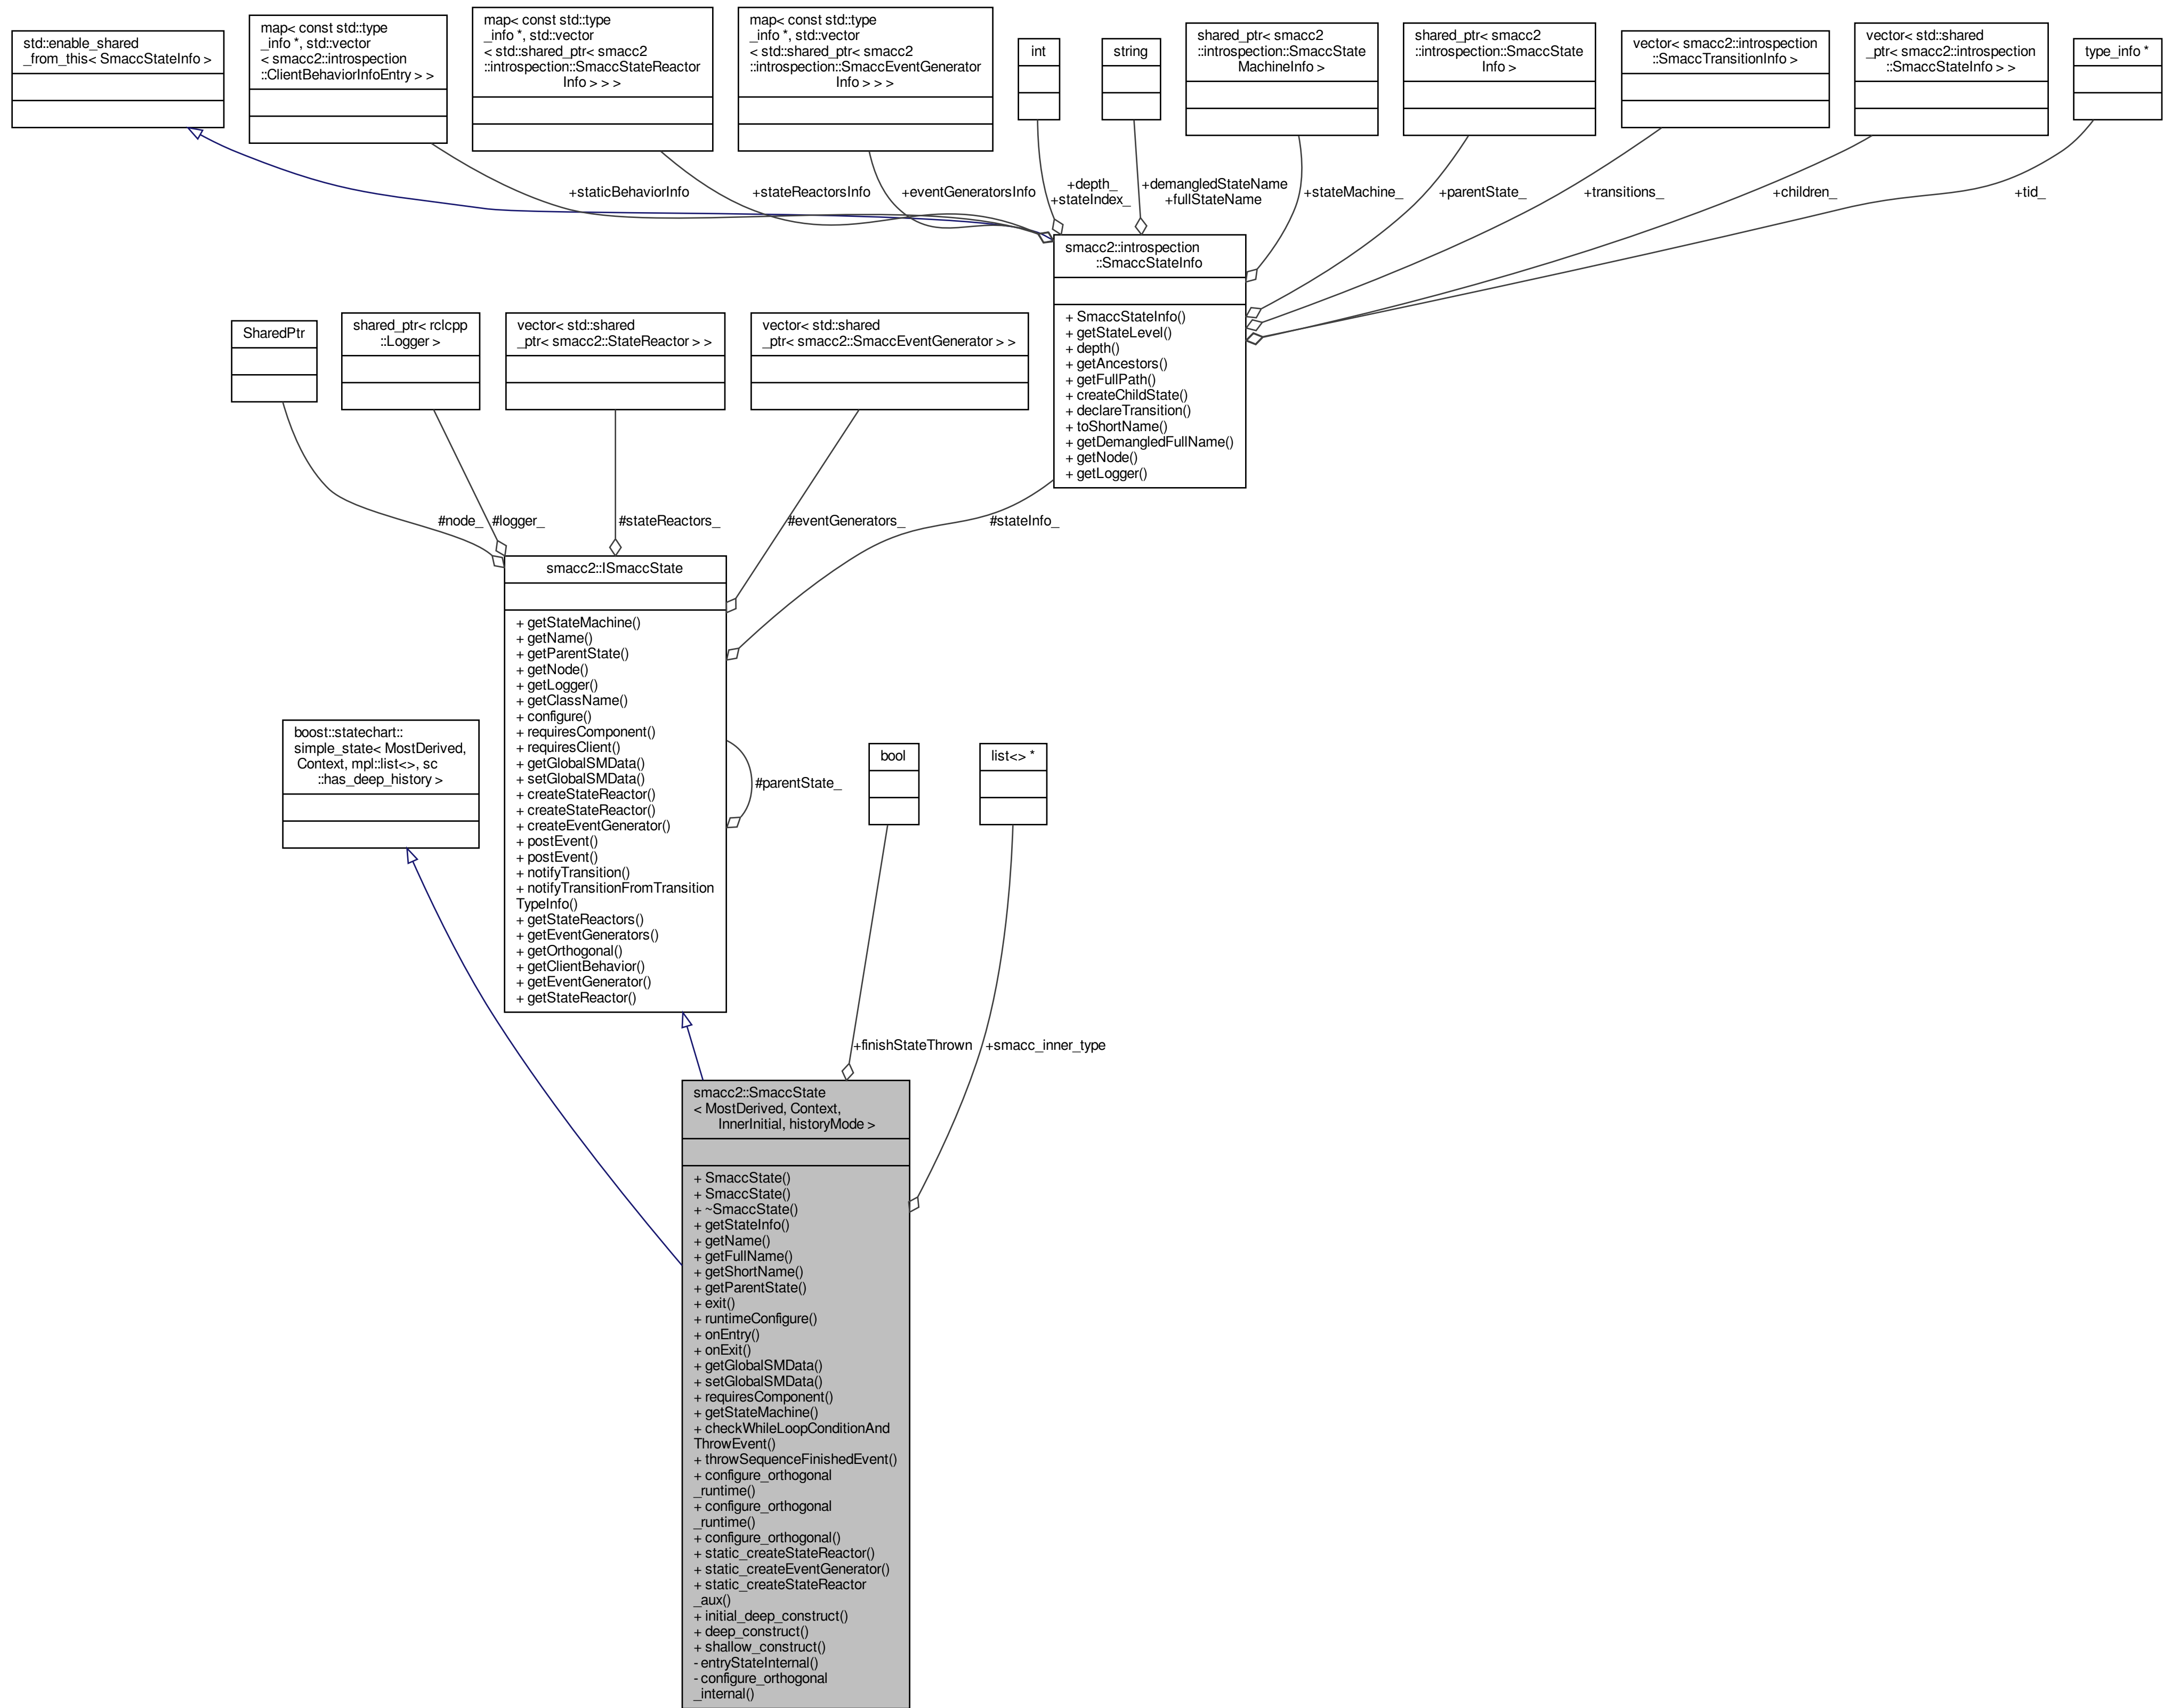 std::enable_shared
_from_this< SmaccStateInfo >
map< const std::type
_info *, std::vector
< smacc2::introspection
::ClientBehaviorInfoEntry > >
map< const std::type
_info *, std::vector
< std::shared_ptr< smacc2
::introspection::SmaccStateReactor
Info > > >
map< const std::type
_info *, std::vector
< std::shared_ptr< smacc2
::introspection::SmaccEventGenerator
Info > > >
int
string
shared_ptr< smacc2
::introspection::SmaccState
MachineInfo >
shared_ptr< smacc2
::introspection::SmaccState
Info >
vector< smacc2::introspection
::SmaccTransitionInfo >
vector< std::shared
_ptr< smacc2::introspection
::SmaccStateInfo > >
type_info *
+staticBehaviorInfo
+stateReactorsInfo
+eventGeneratorsInfo
+depth_
+stateIndex_
+demangledStateName
+fullStateName
+stateMachine_
+parentState_
+transitions_
+children_
+tid_
smacc2::introspection
::SmaccStateInfo
+ SmaccStateInfo()
+ getStateLevel()
+ depth()
+ getAncestors()
+ getFullPath()
+ createChildState()
+ declareTransition()
+ toShortName()
+ getDemangledFullName()
+ getNode()
+ getLogger()
SharedPtr
shared_ptr< rclcpp
::Logger >
vector< std::shared
_ptr< smacc2::StateReactor > >
vector< std::shared
_ptr< smacc2::SmaccEventGenerator > >
#node_
#logger_
#stateReactors_
#eventGenerators_
#stateInfo_
smacc2::ISmaccState
+ getStateMachine()
+ getName()
+ getParentState()
+ getNode()
+ getLogger()
+ getClassName()
+ configure()
+ requiresComponent()
+ requiresClient()
+ getGlobalSMData()
+ setGlobalSMData()
+ createStateReactor()
+ createStateReactor()
+ createEventGenerator()
+ postEvent()
+ postEvent()
+ notifyTransition()
+ notifyTransitionFromTransition
TypeInfo()
+ getStateReactors()
+ getEventGenerators()
+ getOrthogonal()
+ getClientBehavior()
+ getEventGenerator()
+ getStateReactor()
#parentState_
boost::statechart::
simple_state< MostDerived,
Context, mpl::list<>, sc
::has_deep_history >
bool
list<> *
+finishStateThrown
+smacc_inner_type
smacc2::SmaccState
< MostDerived, Context,
InnerInitial, historyMode >
+ SmaccState()
+ SmaccState()
+ ~SmaccState()
+ getStateInfo()
+ getName()
+ getFullName()
+ getShortName()
+ getParentState()
+ exit()
+ runtimeConfigure()
+ onEntry()
+ onExit()
+ getGlobalSMData()
+ setGlobalSMData()
+ requiresComponent()
+ getStateMachine()
+ checkWhileLoopConditionAnd
ThrowEvent()
+ throwSequenceFinishedEvent()
+ configure_orthogonal
_runtime()
+ configure_orthogonal
_runtime()
+ configure_orthogonal()
+ static_createStateReactor()
+ static_createEventGenerator()
+ static_createStateReactor
_aux()
+ initial_deep_construct()
+ deep_construct()
+ shallow_construct()
- entryStateInternal()
- configure_orthogonal
_internal()